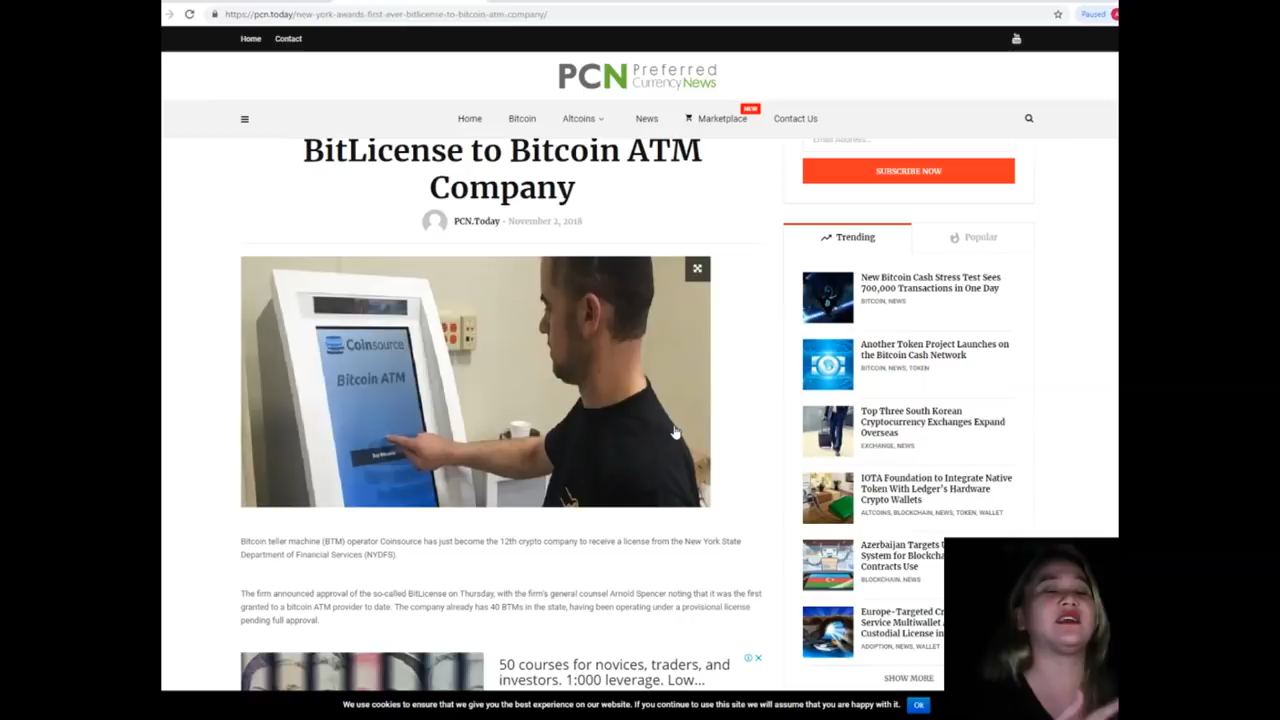 https://pcn.today/new-york-awards-first-ever-bitlicense-to-bitcoin-atm-company/
Paused
Home Contact
PCN Preferred
Currency News
NEW
Home Bitcoin Altcoins News Marketplace Contact Us
BitLicense to Bitcoin ATM
Company
PCN.Today - November 2, 2018
Email Address...
SUBSCRIBE NOW
Trending Popular
Coinsource
Bitcoin ATM
Buy Bitcoin
New Bitcoin Cash Stress Test Sees
700,000 Transactions in One Day
BITCOIN, NEWS
Another Token Project Launches on
the Bitcoin Cash Network
BITCOIN, NEWS, TOKEN
Top Three South Korean
Cryptocurrency Exchanges Expand
Overseas
EXCHANGE, NEWS
IOTA Foundation to Integrate Native
Token With Ledger's Hardware
Crypto Wallets
ALTCOINS, BLOCKCHAIN, NEWS, TOKEN, WALLET
Azerbaijan Targets
System for Blockcha
Contracts Use
BLOCKCHAIN, NEWS
Europe-Targeted Cr
Service Multiwallet
Custodial License in
ADOPTION, NEWS, WALLET
SHOW MORE
Bitcoin teller machine (BTM) operator Coinsource has just become the 12th crypto company to receive a license from the New York State
Department of Financial Services (NYDFS).
The firm announced approval of the so-called BitLicense on Thursday, with the firm's general counsel Arnold Spencer noting that it was the first
granted to a bitcoin ATM provider to date. The company already has 40 BTMs in the state, having been operating under a provisional license
pending full approval.
50 courses for novices, traders, and
investors. 1:000 leverage. Low...
We use cookies to ensure that we give you the best experience on our website. If you continue to use this site we will assume that you are happy with it. Ok